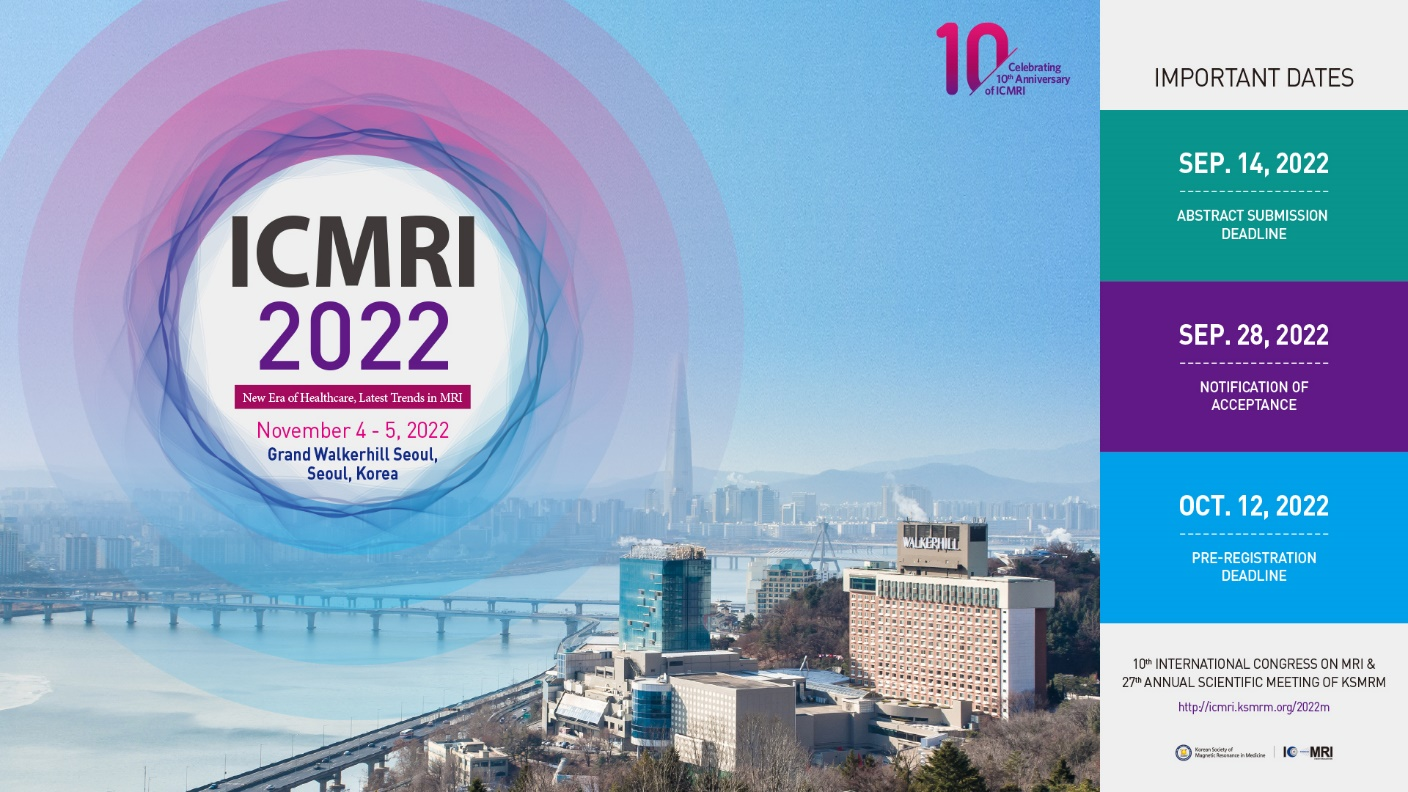 10
Celebrating
10th Anniversary
of ICMRI
ICMRI
2022
New Era of Healthcare, Latest Trends in MRI
November 4 - 5, 2022
Grand Walkerhill Seoul,
Seoul, Korea
WALKERHILL
IMPORTANT DATES
SEP. 14, 2022
ABSTRACT SUBMISSION
DEADLINE
SEP. 28, 2022
NOTIFICATION OF
ACCEPTANCE
OCT. 12, 2022
PRE-REGISTRATION
DEADLINE
10th INTERNATIONAL CONGRESS ON MRI &
27th ANNUAL SCIENTIFIC MEETING OF KSMRM
http://icmri.ksmrm.org/2022m
Korean Society of
Magnetic Resonance in Medicine
MRI